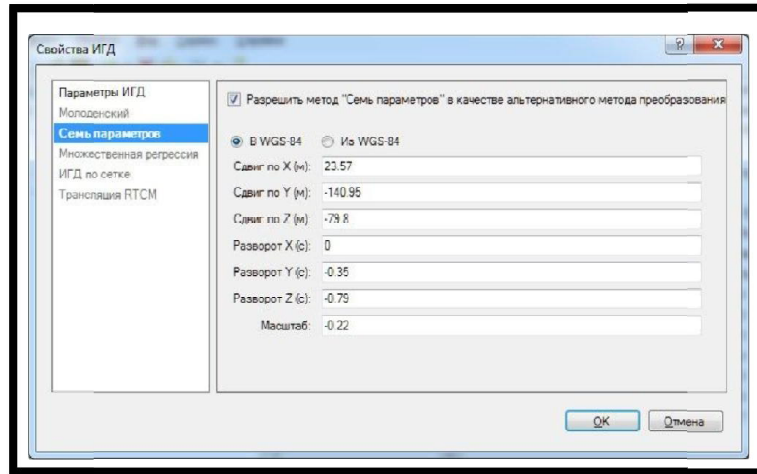 Свойства ИГД
Параметры ИГД
Молоденский
Семь параметров
Множественная регрессия
ИГД по сетке
Трансляция RTCM
Разрешить метод "Семь параметров" в качестве альтернативного метода преобразования
В WGS-84 Из WGS-84
Сдвиг по X (м): 23.57
Сдвиг по Y (м): -140.95
Сдвиг по Z (м): -79.8
Разворот X (с): 0
Разворот Y (с): -0.35
Разворот Z (с): -0.79
Масштаб: -0.22
OK Отмена